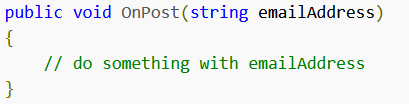 public void OnPost(string emailAddress)
{
    // do something with emailAddress
}